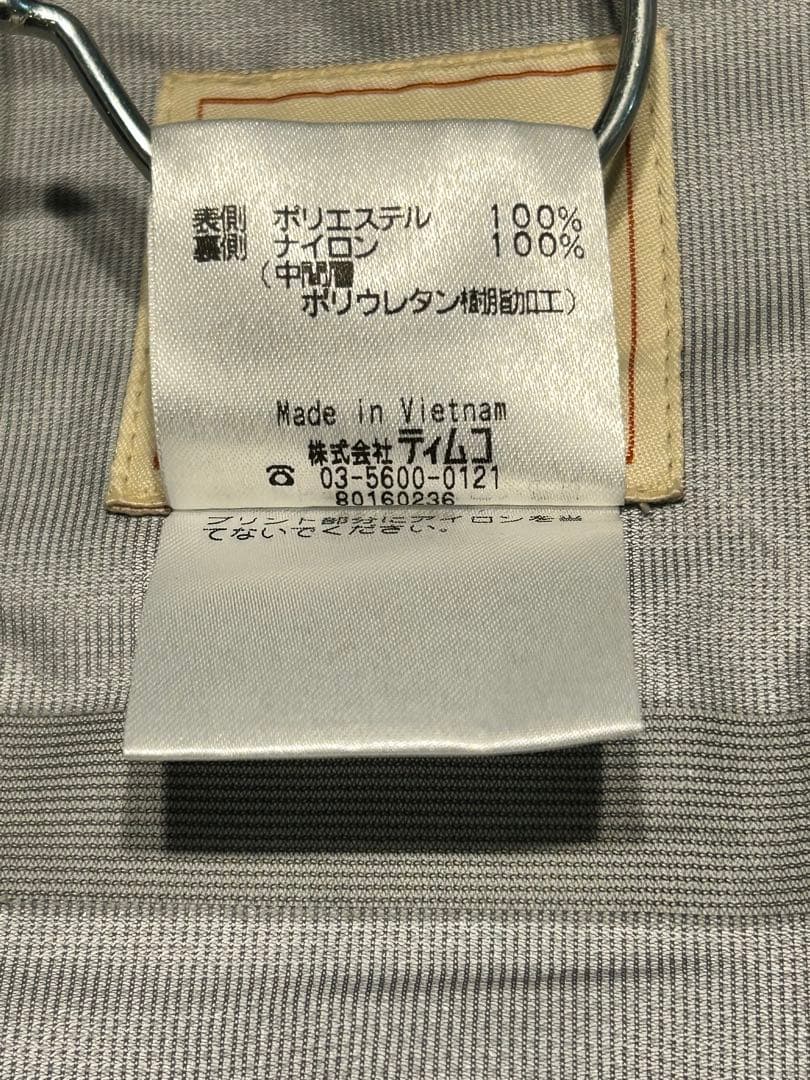 表側 ポリエステル 100%
裏側 ナイロン 100%
(中間層
ポリウレタン樹脂加工)
Made in Vietnam
株式会社 ティムコ
☎ 03-5600-0121
80160236
プリント部分にアイロンを当
てないでください。